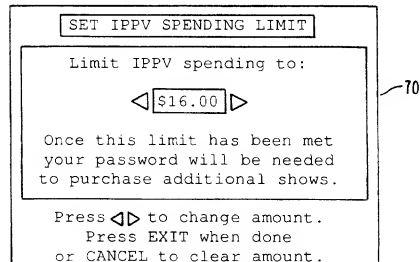 SET IPPV SPENDING LIMIT
Limit IPPV spending to:
◁ $16.00 ▷
70
Once this limit has been met
your password will be needed
to purchase additional shows.
Press ◁▷ to change amount.
Press EXIT when done
or CANCEL to clear amount.